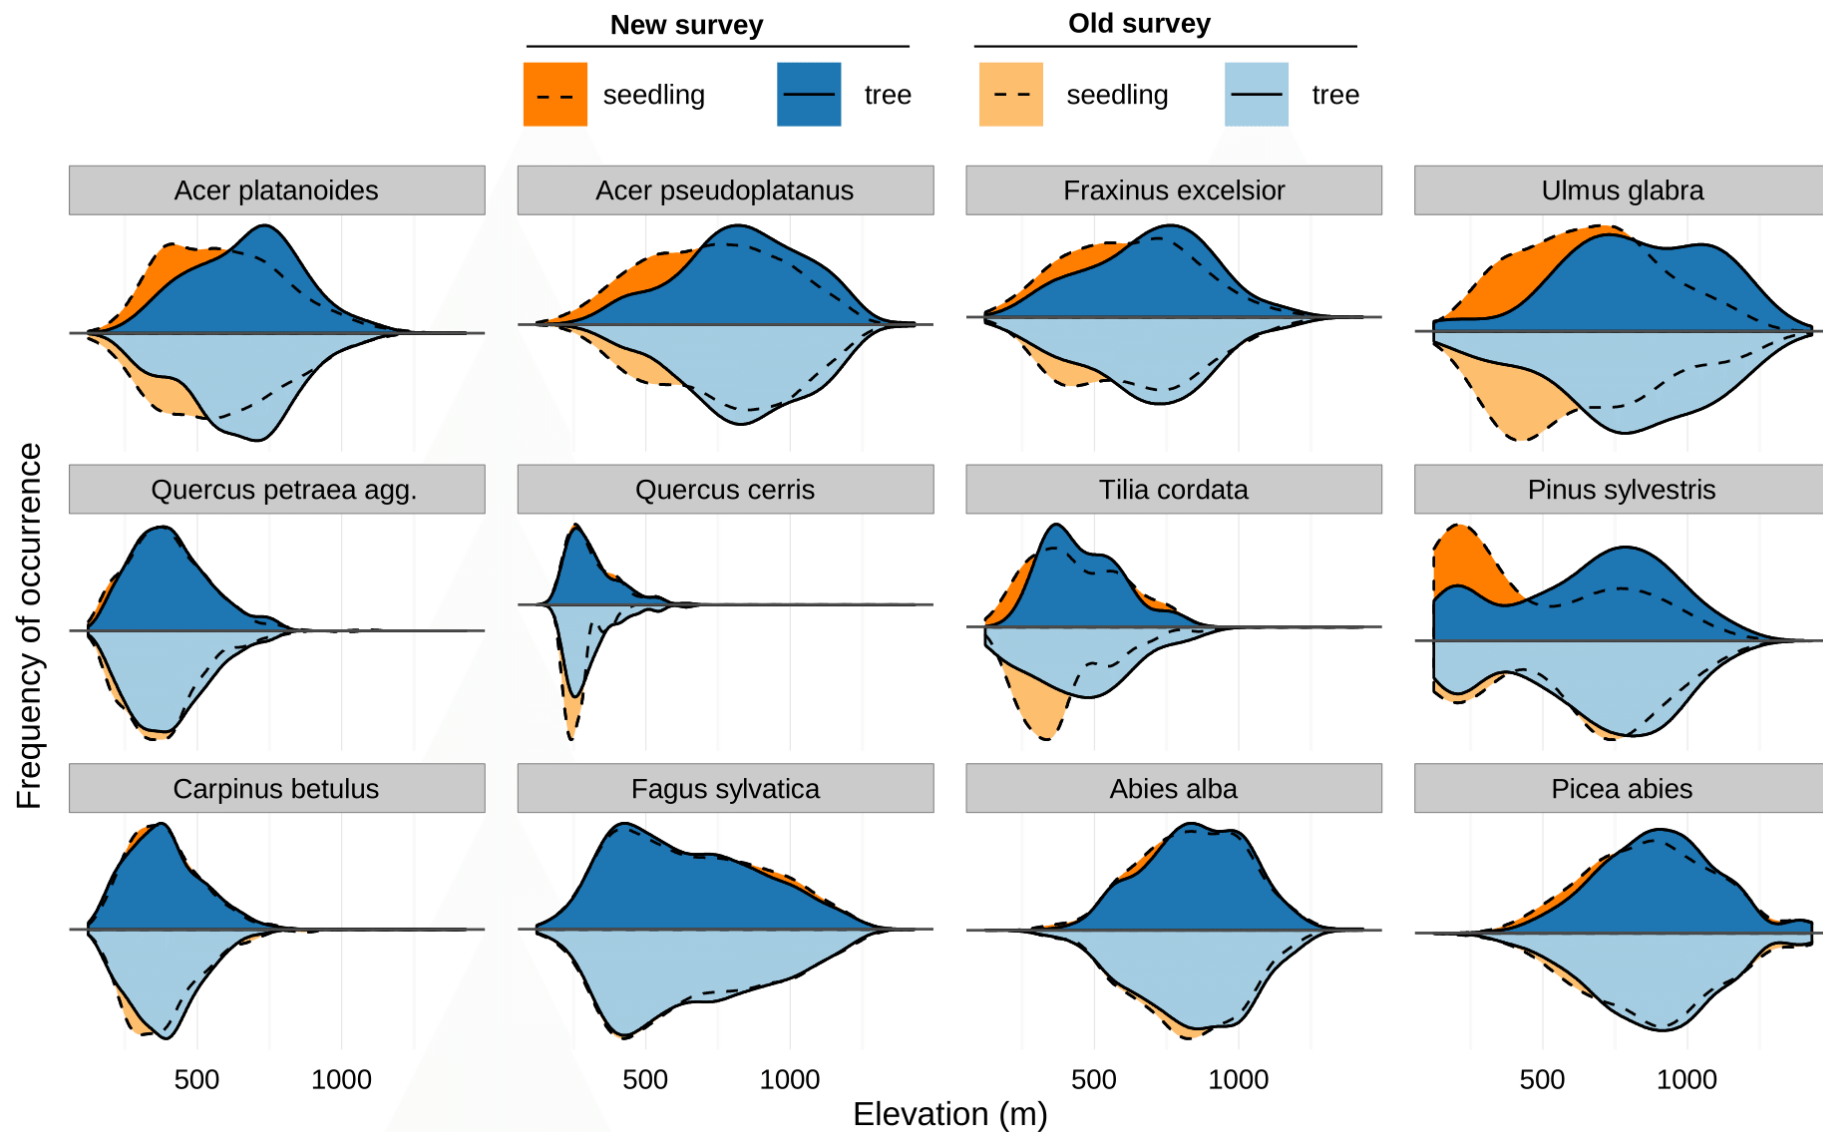 New survey
Old survey
seedling
tree
seedling
tree
Acer platanoides
Acer pseudoplatanus
Fraxinus excelsior
Ulmus glabra
Quercus petraea agg.
Quercus cerris
Tilia cordata
Pinus sylvestris
Carpinus betulus
Fagus sylvatica
Abies alba
Picea abies
Frequency of occurrence
500
1000
500
1000
500
1000
500
1000
Elevation (m)